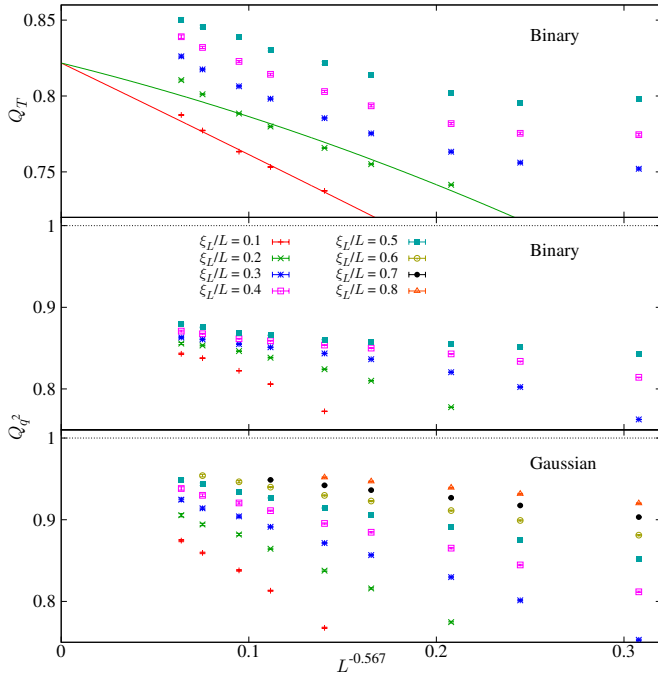 0.85
Binary
0.8
Q_T
0.75
1
ξ_L/L = 0.1
ξ_L/L = 0.5
Binary
ξ_L/L = 0.2
ξ_L/L = 0.6
ξ_L/L = 0.3
ξ_L/L = 0.7
ξ_L/L = 0.4
ξ_L/L = 0.8
0.9
0.8
Q_q²
1
Gaussian
0.9
0.8
0
0.1
0.2
0.3
L^-0.567